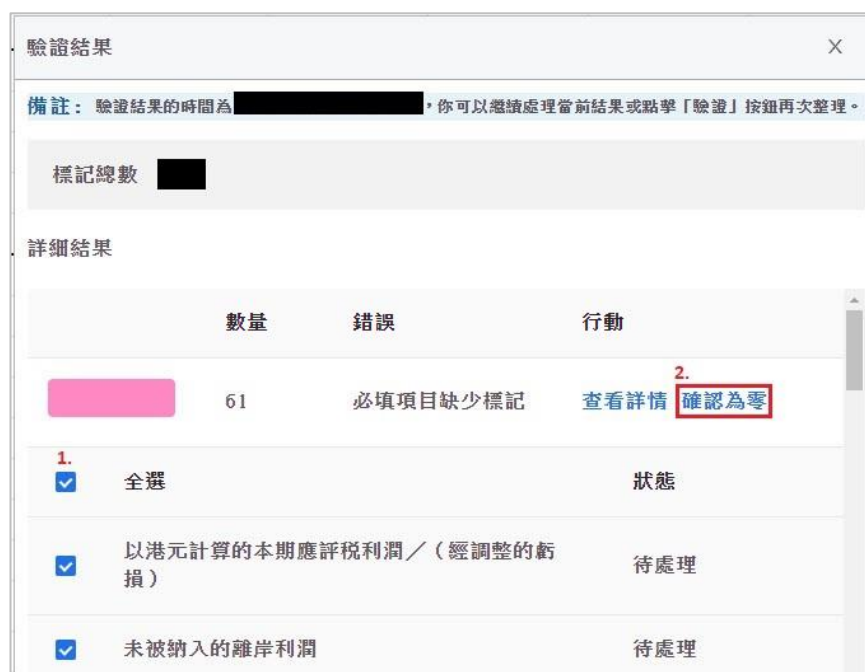 驗證結果
備註：驗證結果的時間為，你可以繼續處理當前結果或點擊「驗證」按鈕再次整理。
標記總數
詳細結果
數量 錯誤 行動
2.
61 必填項目缺少標記 查看詳情 確認為零
1.
全選 狀態
以港元計算的本期應評稅利潤／（經調整的虧
損） 待處理
未被納入的離岸利潤 待處理